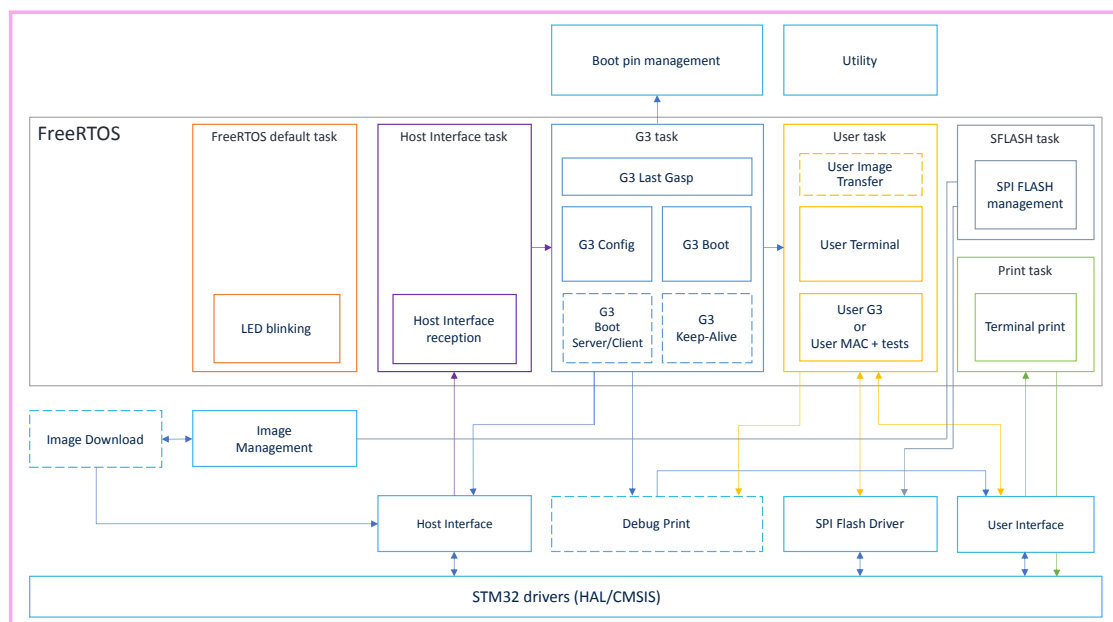 Boot pin management
Utility
FreeRTOS
FreeRTOS default task
Host Interface task
G3 task
User task
SFLASH task
G3 Last Gasp
User Image
Transfer
SPI FLASH
management
G3 Config
G3 Boot
User Terminal
Print task
LED blinking
Host Interface
reception
G3
Boot
Server/Client
G3
Keep-Alive
User G3
or
User MAC + tests
Terminal print
Image Download
Image
Management
Host Interface
Debug Print
SPI Flash Driver
User Interface
STM32 drivers (HAL/CMSIS)